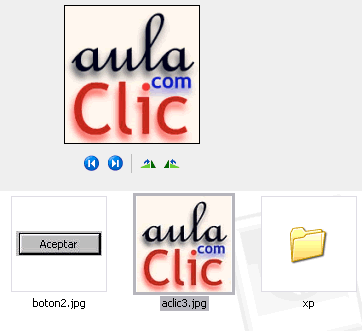 aula
com
Clic
Aceptar
aula
com
Clic
boton2.jpg
aclic3.jpg
xp